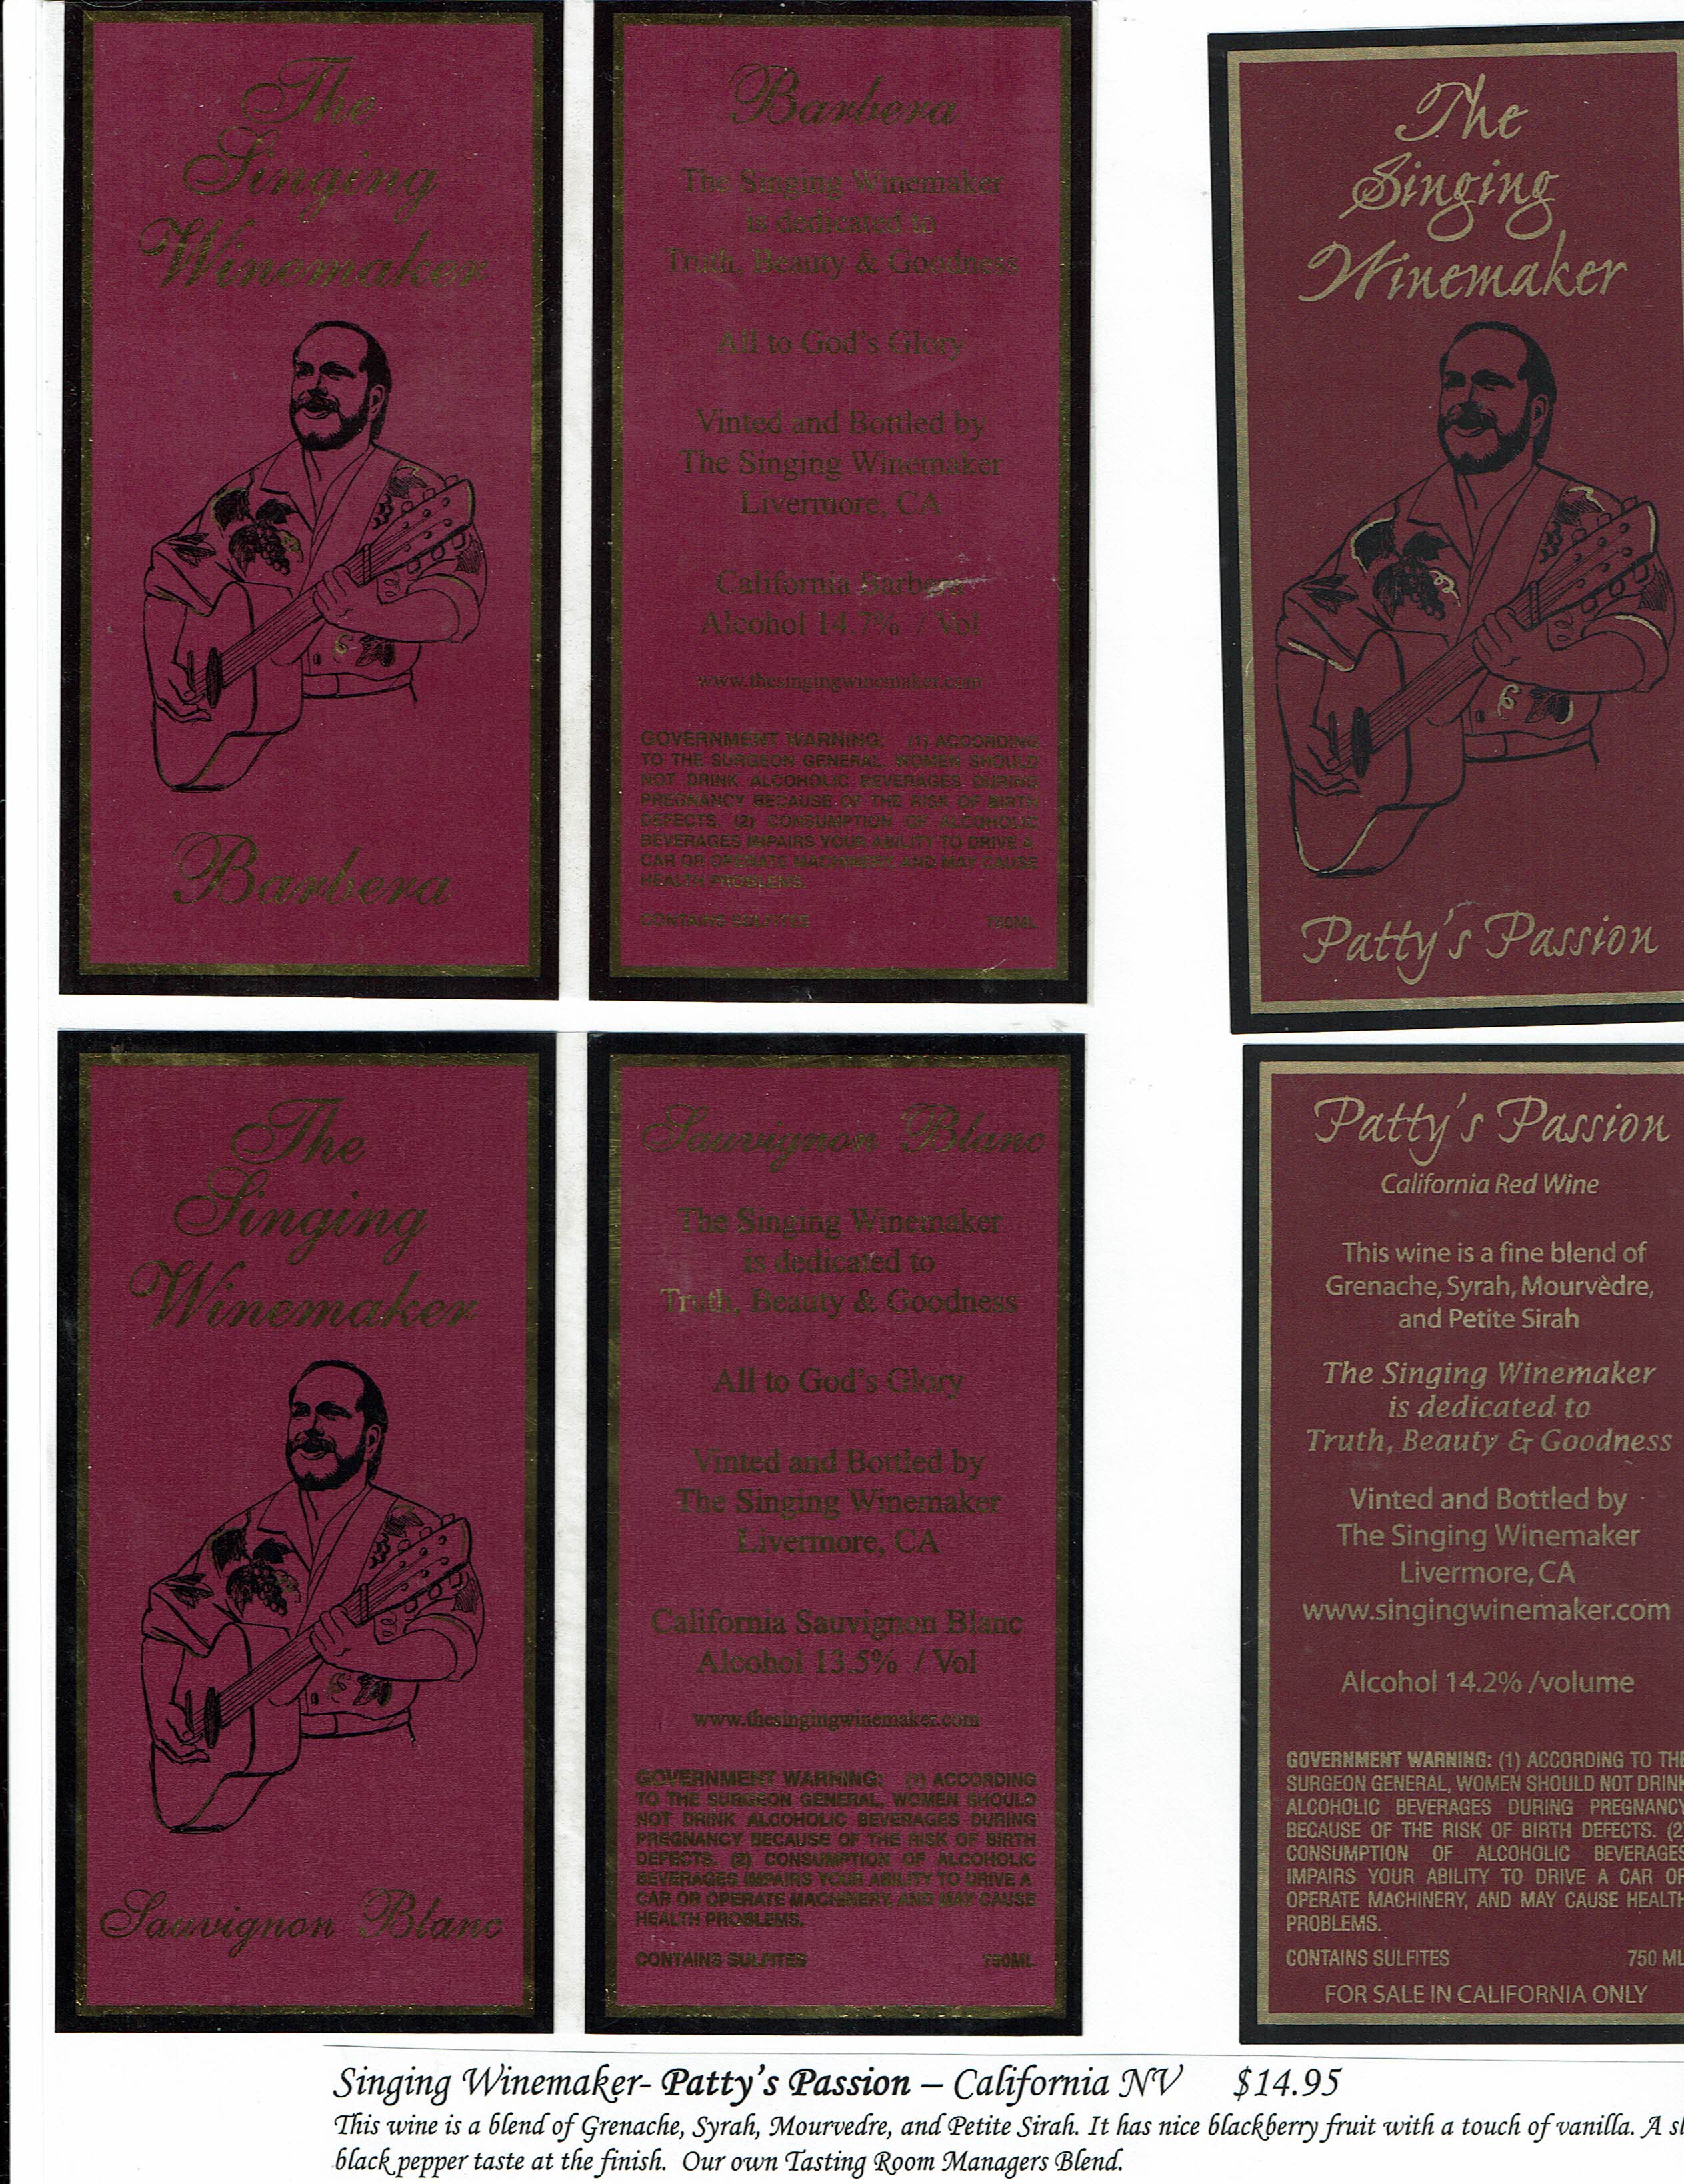 The
Singing
Winemaker
Barbera
Barbera
The Singing Winemaker
is dedicated to
Truth, Beauty & Goodness
All to God's Glory
Vinted and Bottled by
The Singing Winemaker
Livermore, CA
California Barbera
Alcohol 14.7% / Vol
www.thesingingwinemaker.com
GOVERNMENT WARNING: (1) ACCORDING
TO THE SURGEON GENERAL, WOMEN SHOULD
NOT DRINK ALCOHOLIC BEVERAGES DURING
PREGNANCY BECAUSE OF THE RISK OF BIRTH
DEFECTS. (2) CONSUMPTION OF ALCOHOLIC
BEVERAGES IMPAIRS YOUR ABILITY TO DRIVE A
CAR OR OPERATE MACHINERY, AND MAY CAUSE
HEALTH PROBLEMS.
CONTAINS SULFITES 750ML
The
Singing
Winemaker
Patty's Passion
The
Singing
Winemaker
Sauvignon Blanc
Sauvignon Blanc
The Singing Winemaker
is dedicated to
Truth, Beauty & Goodness
All to God's Glory
Vinted and Bottled by
The Singing Winemaker
Livermore, CA
California Sauvignon Blanc
Alcohol 13.5% / Vol
www.thesingingwinemaker.com
GOVERNMENT WARNING: (1) ACCORDING
TO THE SURGEON GENERAL, WOMEN SHOULD
NOT DRINK ALCOHOLIC BEVERAGES DURING
PREGNANCY BECAUSE OF THE RISK OF BIRTH
DEFECTS. (2) CONSUMPTION OF ALCOHOLIC
BEVERAGES IMPAIRS YOUR ABILITY TO DRIVE A
CAR OR OPERATE MACHINERY, AND MAY CAUSE
HEALTH PROBLEMS.
CONTAINS SULFITES 750ML
Patty's Passion
California Red Wine
This wine is a fine blend of
Grenache, Syrah, Mourvèdre,
and Petite Sirah
The Singing Winemaker
is dedicated to
Truth, Beauty & Goodness
Vinted and Bottled by
The Singing Winemaker
Livermore, CA
www.singingwinemaker.com
Alcohol 14.2% /volume
GOVERNMENT WARNING: (1) ACCORDING TO THE
SURGEON GENERAL, WOMEN SHOULD NOT DRINK
ALCOHOLIC BEVERAGES DURING PREGNANCY
BECAUSE OF THE RISK OF BIRTH DEFECTS. (2
CONSUMPTION OF ALCOHOLIC BEVERAGES
IMPAIRS YOUR ABILITY TO DRIVE A CAR OR
OPERATE MACHINERY, AND MAY CAUSE HEALTH
PROBLEMS.
CONTAINS SULFITES 750 ML
FOR SALE IN CALIFORNIA ONLY
Singing Winemaker- Patty's Passion – California NV $14.95
This wine is a blend of Grenache, Syrah, Mourvedre, and Petite Sirah. It has nice blackberry fruit with a touch of vanilla. A
black pepper taste at the finish. Our own Tasting Room Managers Blend.